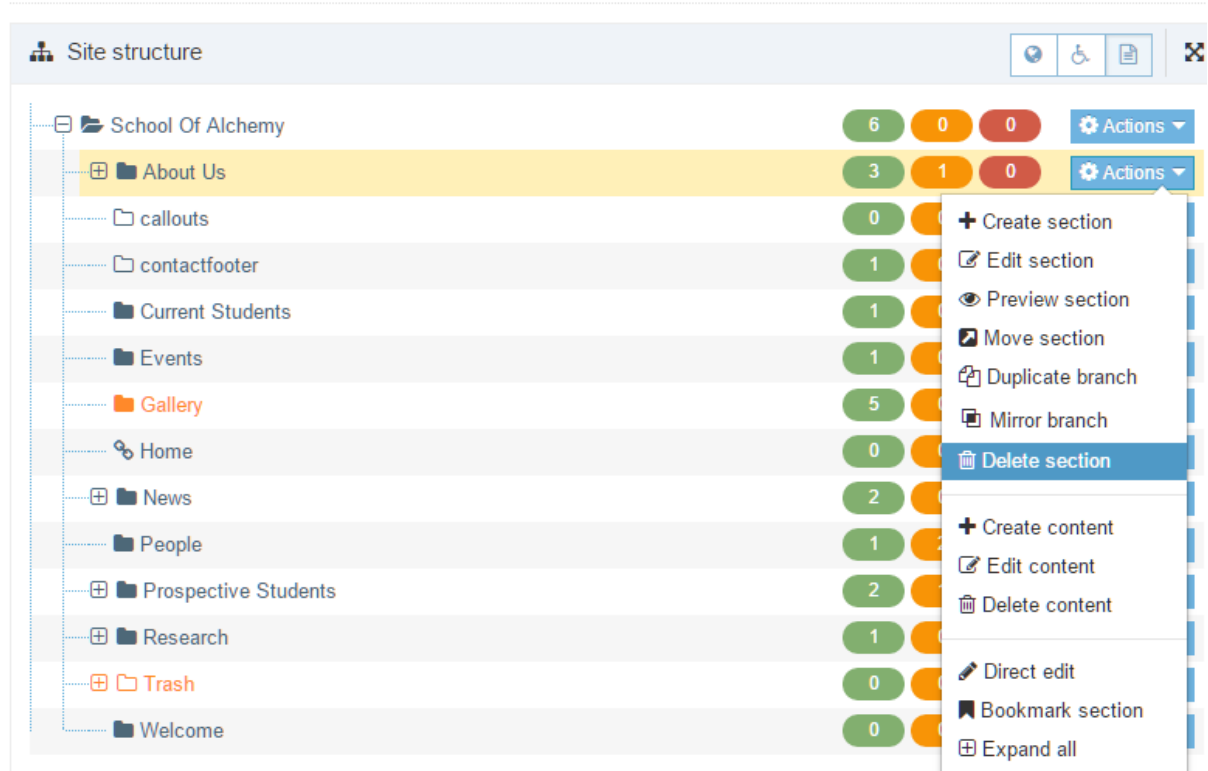 Site structure
School Of Alchemy 6 0 0 Actions
About Us 3 1 0 Actions
callouts 0
Create section
contactfooter 1
Edit section
Current Students 1
Preview section
Move section
Events 1
Duplicate branch
Gallery 5
Mirror branch
Home 0
Delete section
News 2
Create content
People 1
Edit content
Prospective Students 2
Delete content
Research 1
Trash 0
Direct edit
Welcome 0
Bookmark section
Expand all